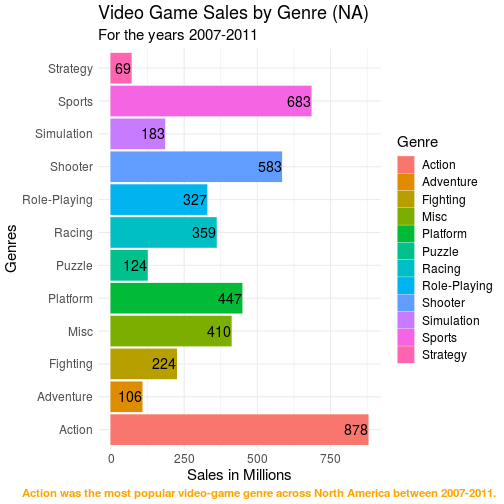 Video Game Sales by Genre (NA)
For the years 2007-2011
Genres
Strategy 69
Sports 683
Simulation 183
Shooter 583
Role-Playing 327
Racing 359
Puzzle 124
Platform 447
Misc 410
Fighting 224
Adventure 106
Action 878
0 250 500 750
Sales in Millions
Genre
Action
Adventure
Fighting
Misc
Platform
Puzzle
Racing
Role-Playing
Shooter
Simulation
Sports
Strategy
Action was the most popular video-game genre across North America between 2007-2011.